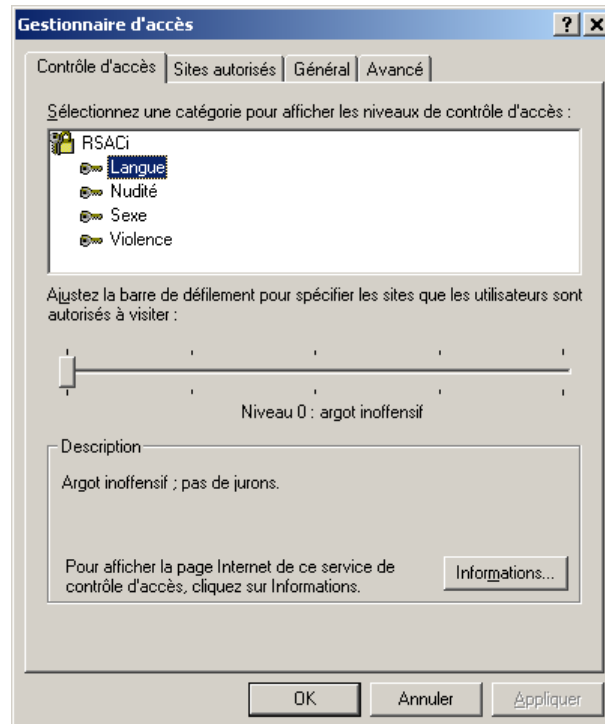 Gestionnaire d'accès
Contrôle d'accès Sites autorisés Général Avancé
Sélectionnez une catégorie pour afficher les niveaux de contrôle d'accès :
RSACi
Langue
Nudité
Sexe
Violence
Ajustez la barre de défilement pour spécifier les sites que les utilisateurs sont
autorisés à visiter :
Niveau 0 : argot inoffensif
Description
Argot inoffensif ; pas de jurons.
Pour afficher la page Internet de ce service de
contrôle d'accès, cliquez sur Informations.
Informations...
OK Annuler Appliquer